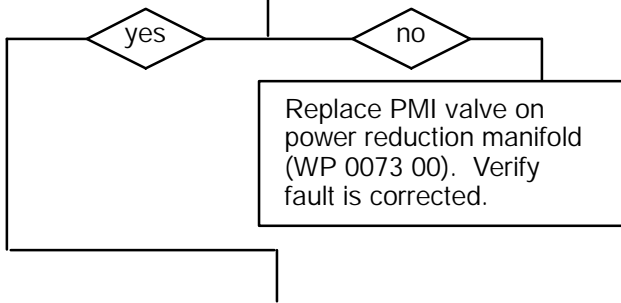 yes
no
Replace PMI valve on
power reduction manifold
(WP 0073 00).  Verify
fault is corrected.